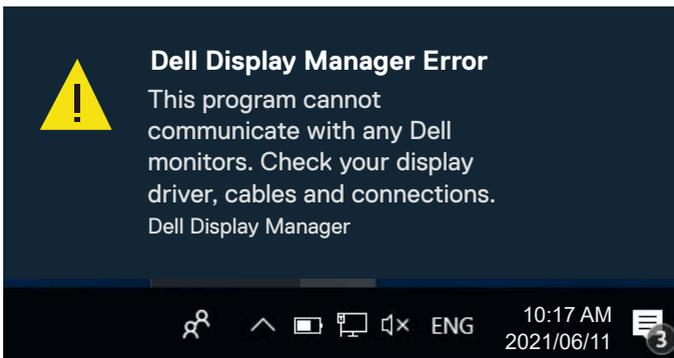 Dell Display Manager Error
This program cannot
communicate with any Dell
monitors. Check your display
driver, cables and connections.
Dell Display Manager
ENG
10:17 AM
2021/06/11
3